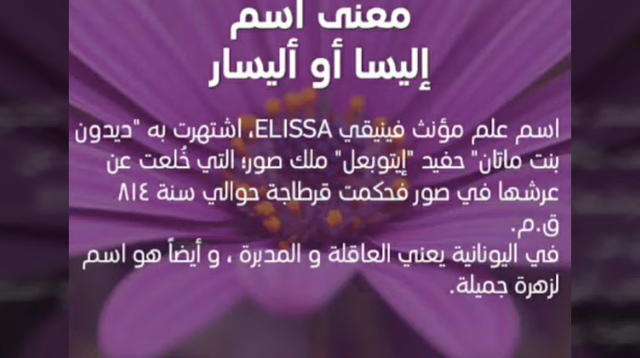 معنى اسم
إليسا أو أليسار
اسم علم مؤنث فينيقي ELISSA، اشتهرت به "ديدون
بنت ماتان" حفيد "إيتوبعل" ملك صور؛ التي خُلعت عن
عرشها في صور فحكمت قرطاجة حوالي سنة ٨١٤
ق.م.
في اليونانية يعني العاقلة و المدبرة ، و أيضاً هو اسم
لزهرة جميلة.